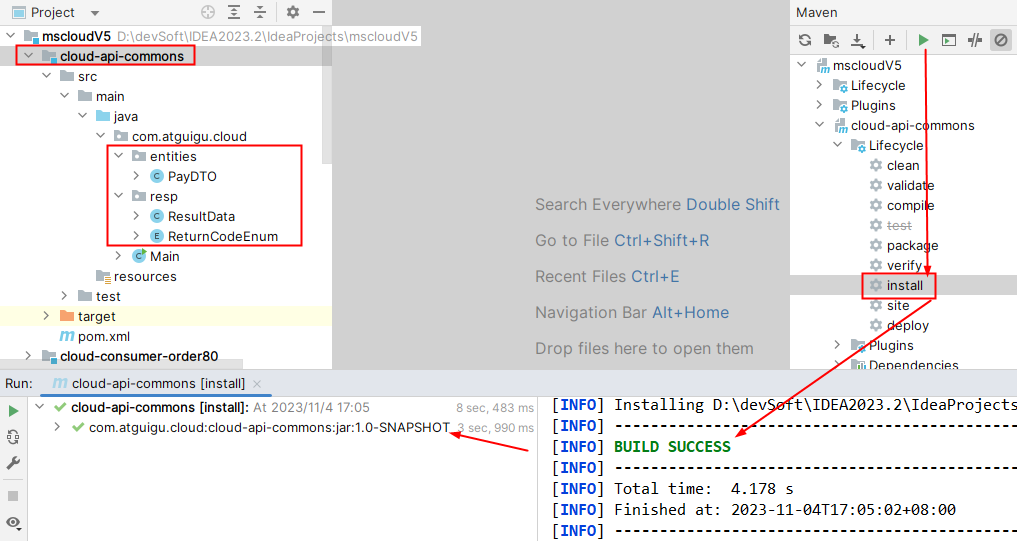 Project
mscloudV5 D:\devSoft\IDEA2023.2\IdeaProjects\mscloudV5
cloud-api-commons
src
main
java
com.atguigu.cloud
entities
PayDTO
resp
ResultData
ReturnCodeEnum
Main
resources
test
target
pom.xml
cloud-consumer-order80
Search Everywhere Double Shift
Go to File Ctrl+Shift+R
Recent Files Ctrl+E
Navigation Bar Alt+Home
Drop files here to open them
Maven
mscloudV5
Lifecycle
Plugins
cloud-api-commons
Lifecycle
clean
validate
compile
test
package
verify
install
site
deploy
Plugins
Dependencies
Run: cloud-api-commons [install]
cloud-api-commons [install]: At 2023/11/4 17:05 8 sec, 483 ms
com.atguigu.cloud:cloud-api-commons:jar:1.0-SNAPSHOT 3 sec, 990 ms
[INFO] Installing D:\devSoft\IDEA2023.2\IdeaProjects
[INFO] ------------------------------------------------
[INFO] BUILD SUCCESS
[INFO] ------------------------------------------------
[INFO] Total time:  4.178 s
[INFO] Finished at: 2023-11-04T17:05:02+08:00
[INFO] ------------------------------------------------